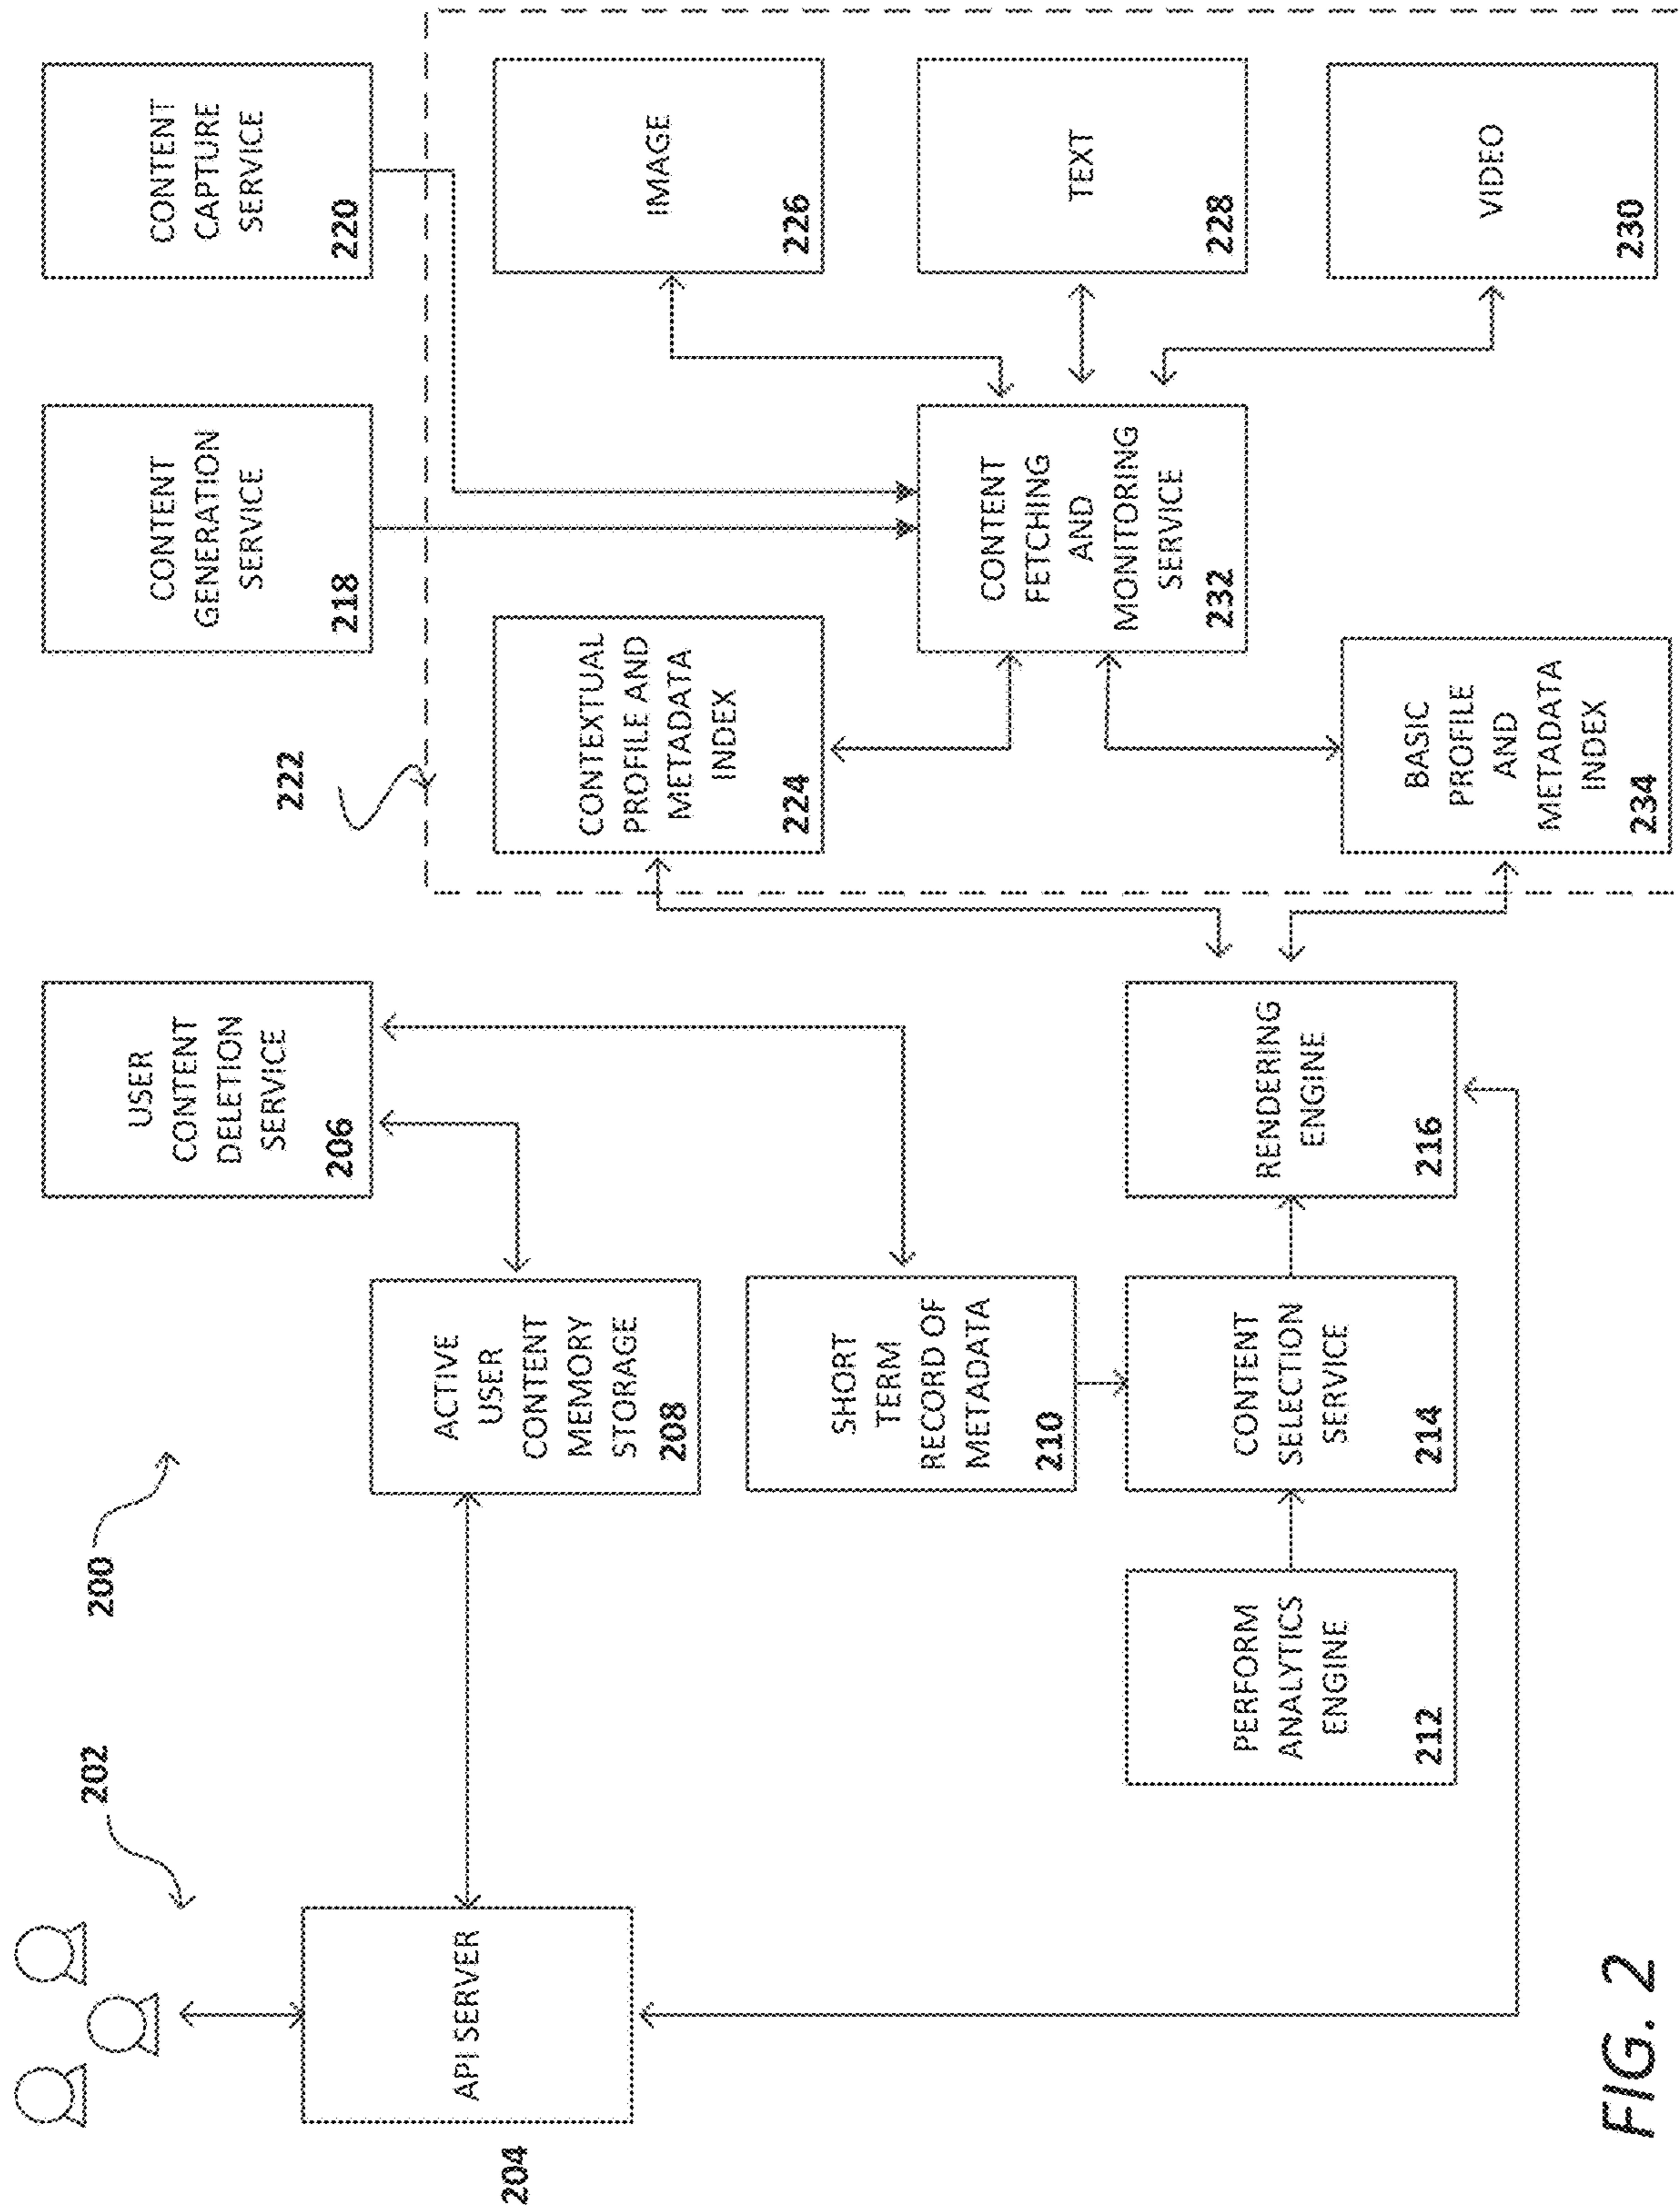 200
202
204
API SERVER
USER
CONTENT
DELETION
SERVICE
206
ACTIVE
USER
CONTENT
MEMORY
STORAGE
208
SHORT
TERM
RECORD OF
METADATA
210
PERFORM
ANALYTICS
ENGINE
212
CONTENT
SELECTION
SERVICE
214
RENDERING
ENGINE
216
CONTENT
GENERATION
SERVICE
218
CONTENT
CAPTURE
SERVICE
220
222
CONTEXTUAL
PROFILE AND
METADATA
INDEX
224
IMAGE
226
TEXT
228
VIDEO
230
CONTENT
FETCHING
AND
MONITORING
SERVICE
232
BASIC
PROFILE
AND
METADATA
INDEX
234
FIG. 2